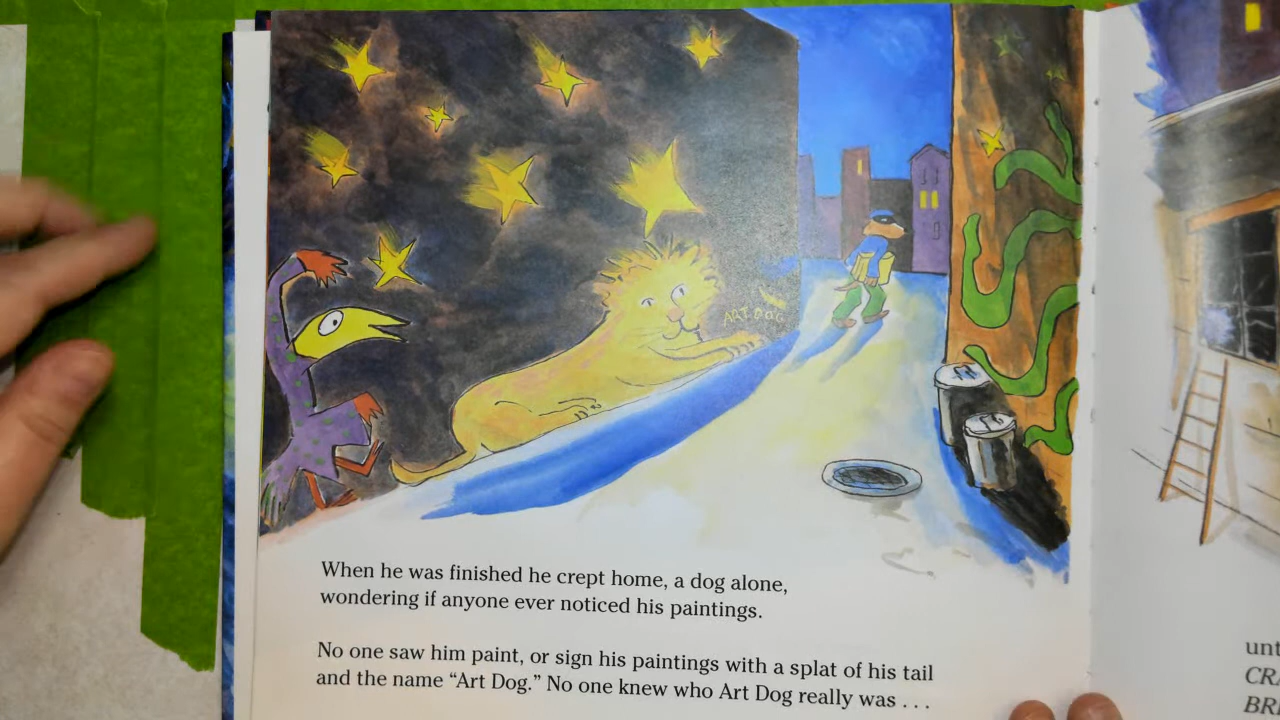 ART DOG
When he was finished he crept home, a dog alone,
wondering if anyone ever noticed his paintings.
No one saw him paint, or sign his paintings with a splat of his tail
and the name “Art Dog.” No one knew who Art Dog really was . . .
unt
CRA
BR